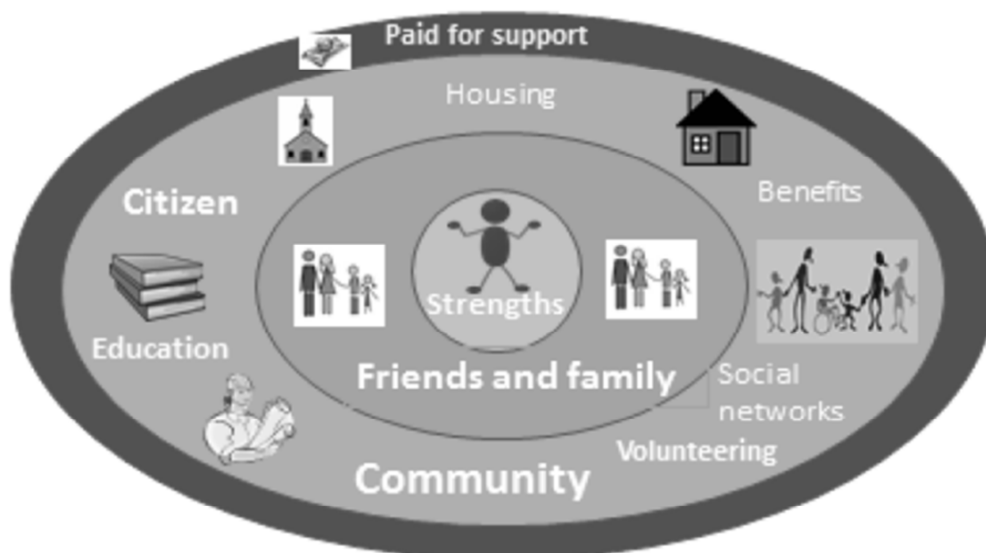 Paid for support
Housing
Citizen
Benefits
Strengths
Education
Friends and family
Social
networks
Volunteering
Community